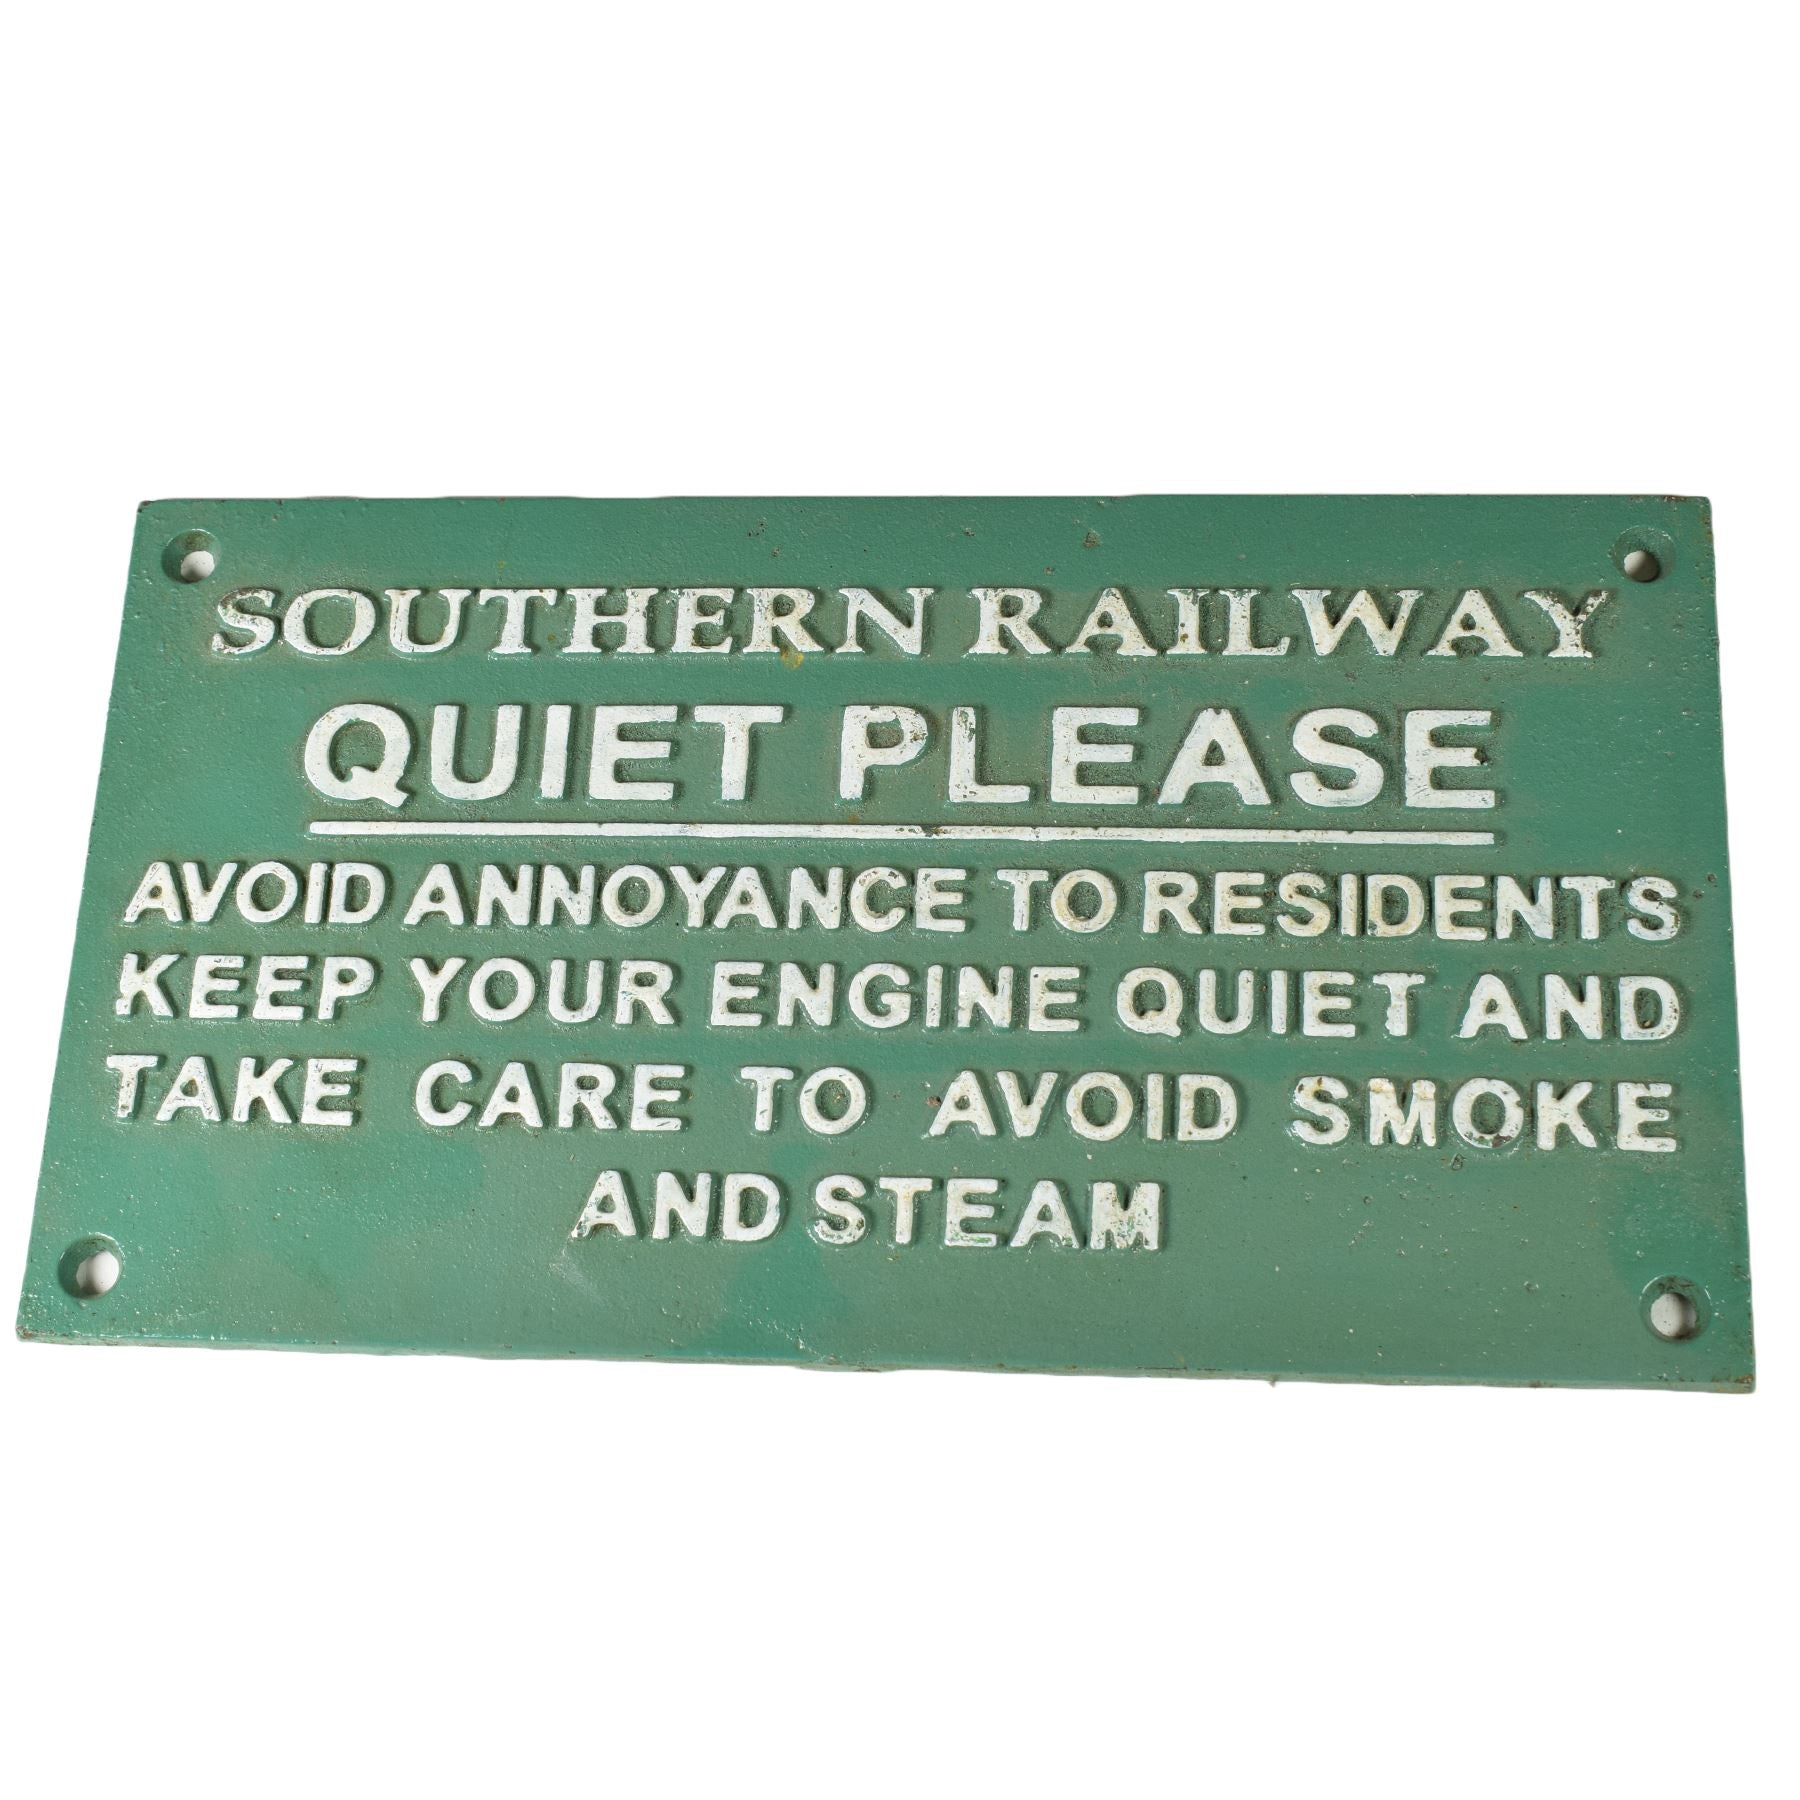 SOUTHERN RAILWAY
QUIET PLEASE
AVOID ANNOYANCE TO RESIDENTS
KEEP YOUR ENGINE QUIET AND
TAKE CARE TO AVOID SMOKE
AND STEAM